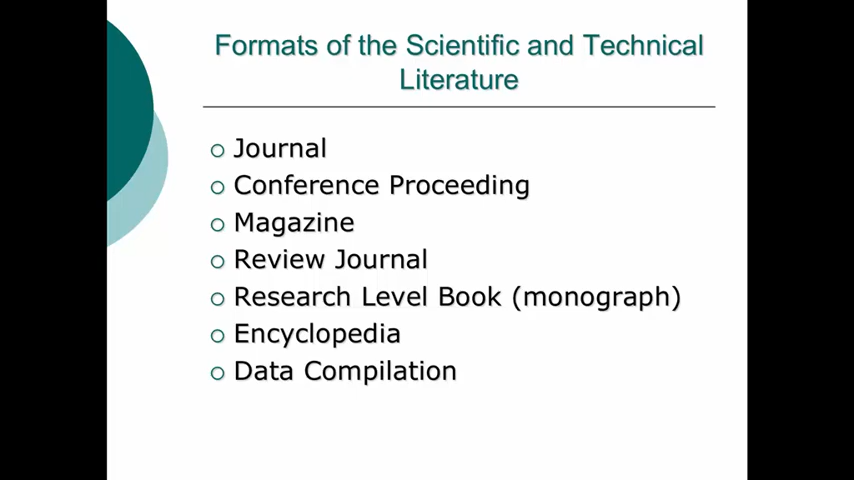 Formats of the Scientific and Technical
Literature
Journal
Conference Proceeding
Magazine
Review Journal
Research Level Book (monograph)
Encyclopedia
Data Compilation